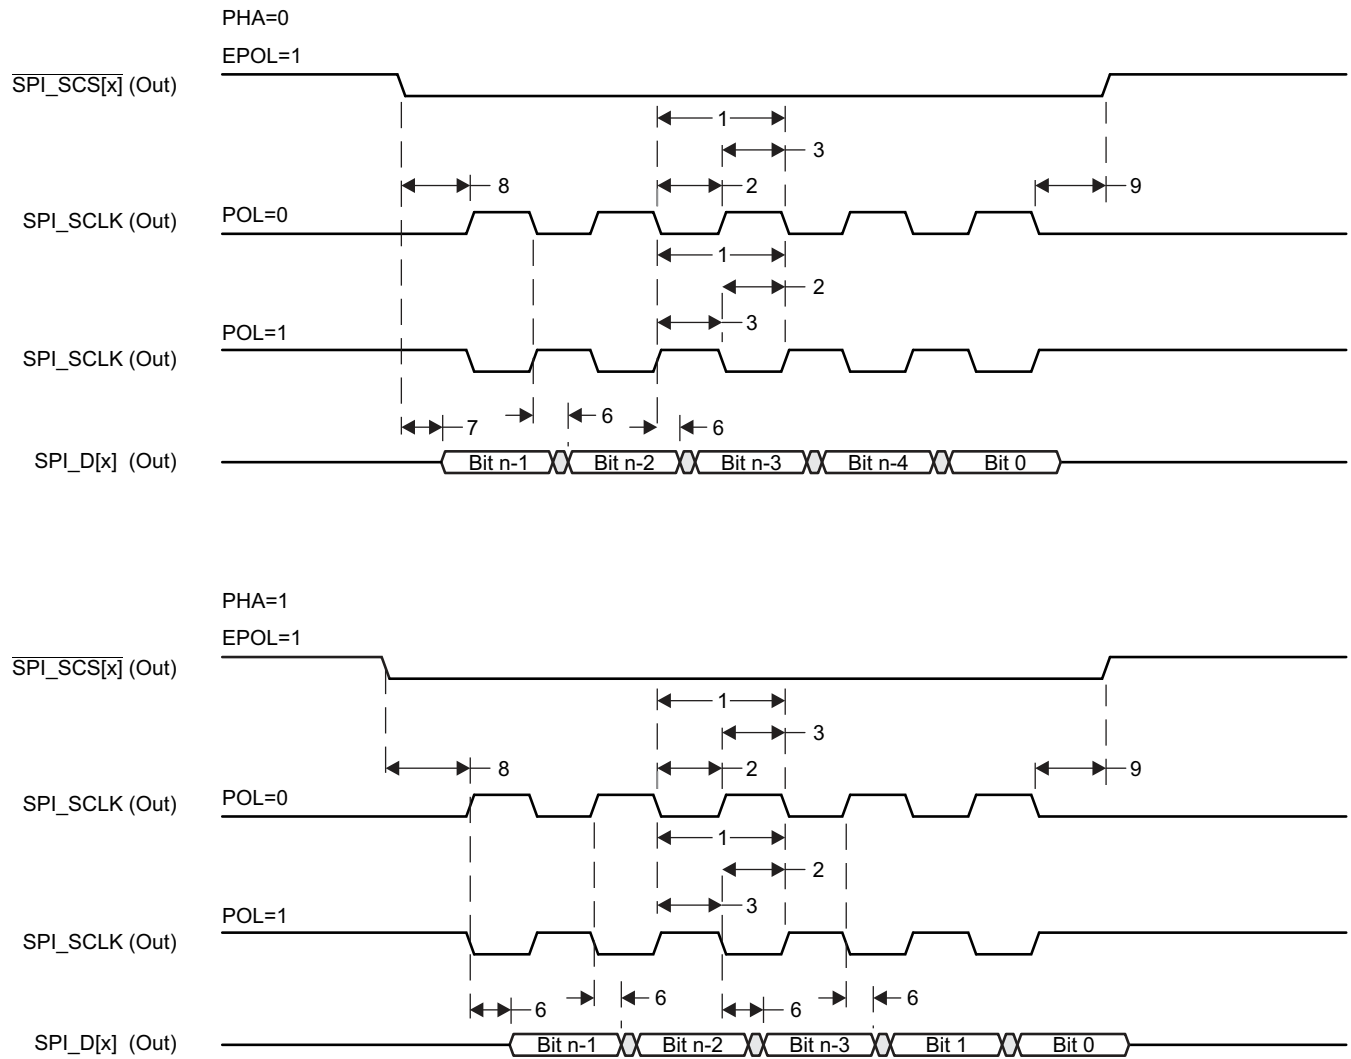 PHA=0
EPOL=1
SPI_SCS[x] (Out)
1
3
8
2
9
SPI_SCLK (Out)
POL=0
1
2
3
POL=1
SPI_SCLK (Out)
6
7
6
SPI_D[x] (Out)
Bit n-1
Bit n-2
Bit n-3
Bit n-4
Bit 0
PHA=1
EPOL=1
SPI_SCS[x] (Out)
1
3
8
2
9
SPI_SCLK (Out)
POL=0
1
2
3
POL=1
SPI_SCLK (Out)
6
6
6
6
SPI_D[x] (Out)
Bit n-1
Bit n-2
Bit n-3
Bit 1
Bit 0